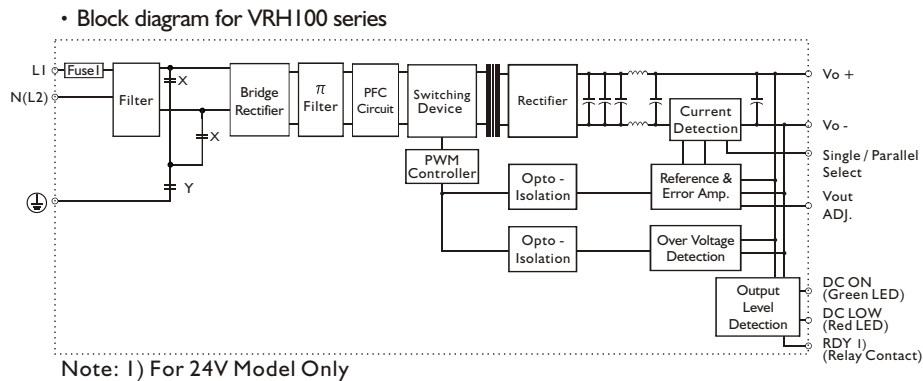 • Block diagram for VRH100 series
L1
Fuse1
N(L2)
Filter
X
X
Y
Bridge
Rectifier
π
Filter
PFC
Circuit
Switching
Device
PWM
Controller
Rectifier
Current
Detection
Opto -
Isolation
Reference &
Error Amp.
Opto -
Isolation
Over Voltage
Detection
Output
Level
Detection
Vo +
Vo -
Single / Parallel
Select
Vout
ADJ.
DC ON
(Green LED)
DC LOW
(Red LED)
RDY 1)
(Relay Contact)
Note: 1) For 24V Model Only